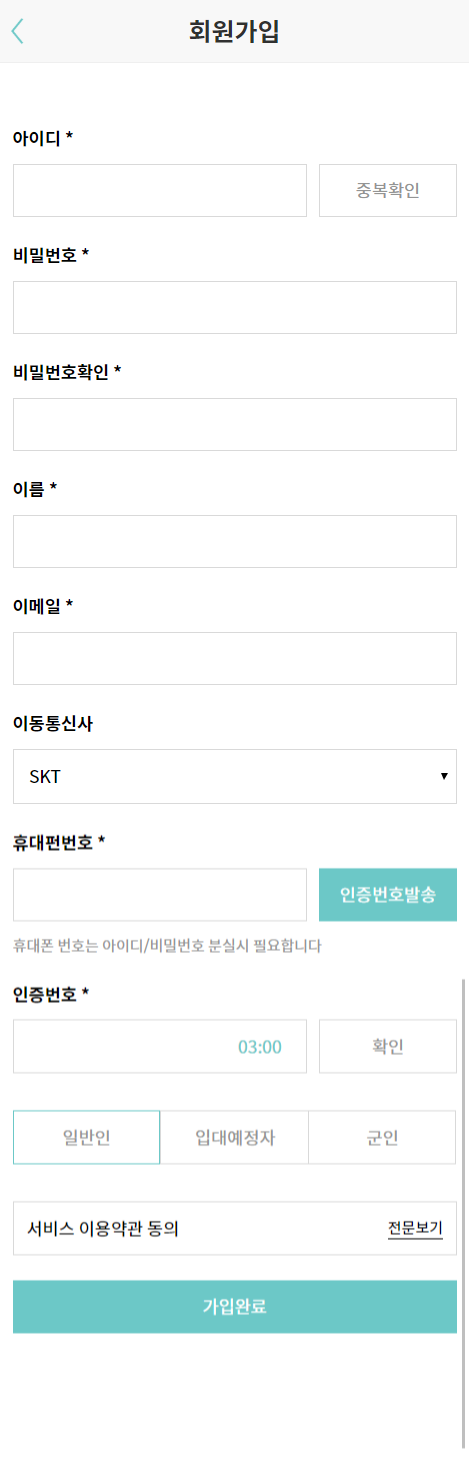 회원가입
아이디 *
중복확인
비밀번호 *
비밀번호확인 *
이름 *
이메일 *
이동통신사
SKT
휴대펀번호 *
인증번호발송
휴대폰 번호는 아이디/비밀번호 분실시 필요합니다
인증번호 *
03:00 확인
일반인 입대예정자 군인
서비스 이용약관 동의 전문보기
가입완료